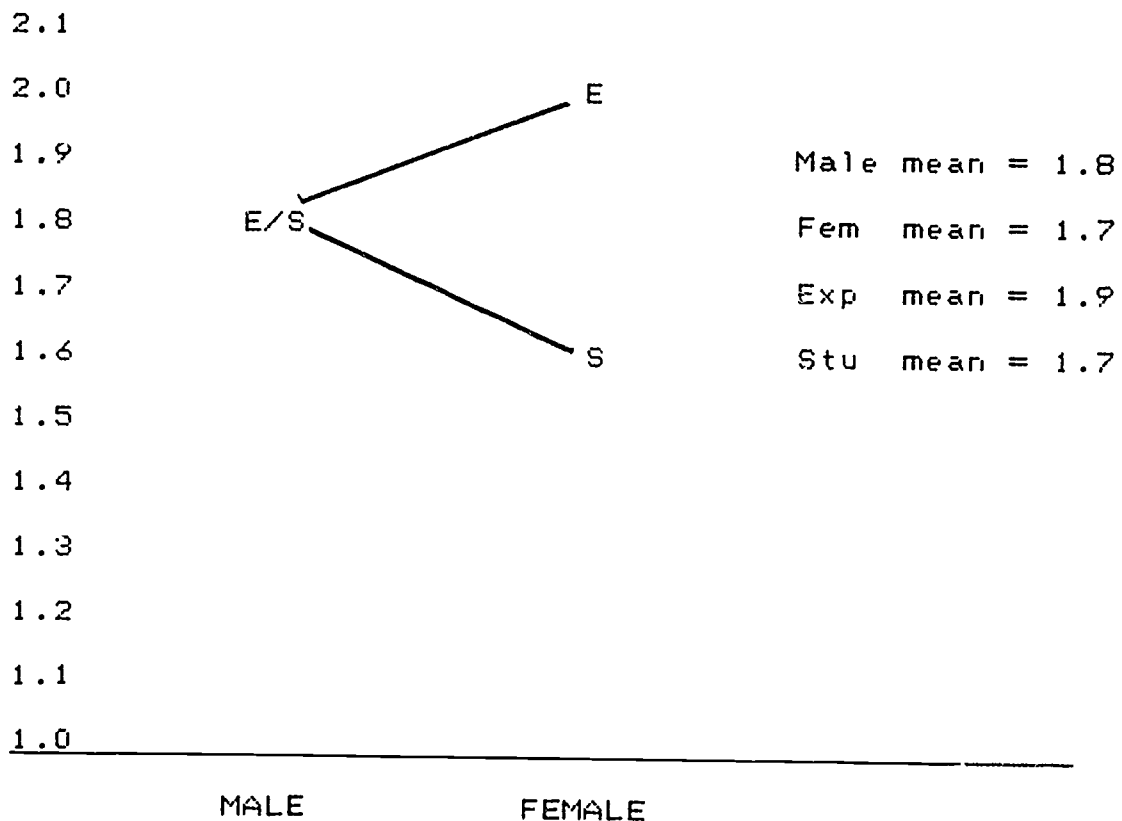 2.1
2.0
E
1.9
Male mean = 1.8
1.8
E/S
Fem mean = 1.7
1.7
Exp mean = 1.9
1.6
S
Stu mean = 1.7
1.5
1.4
1.3
1.2
1.1
1.0
MALE FEMALE